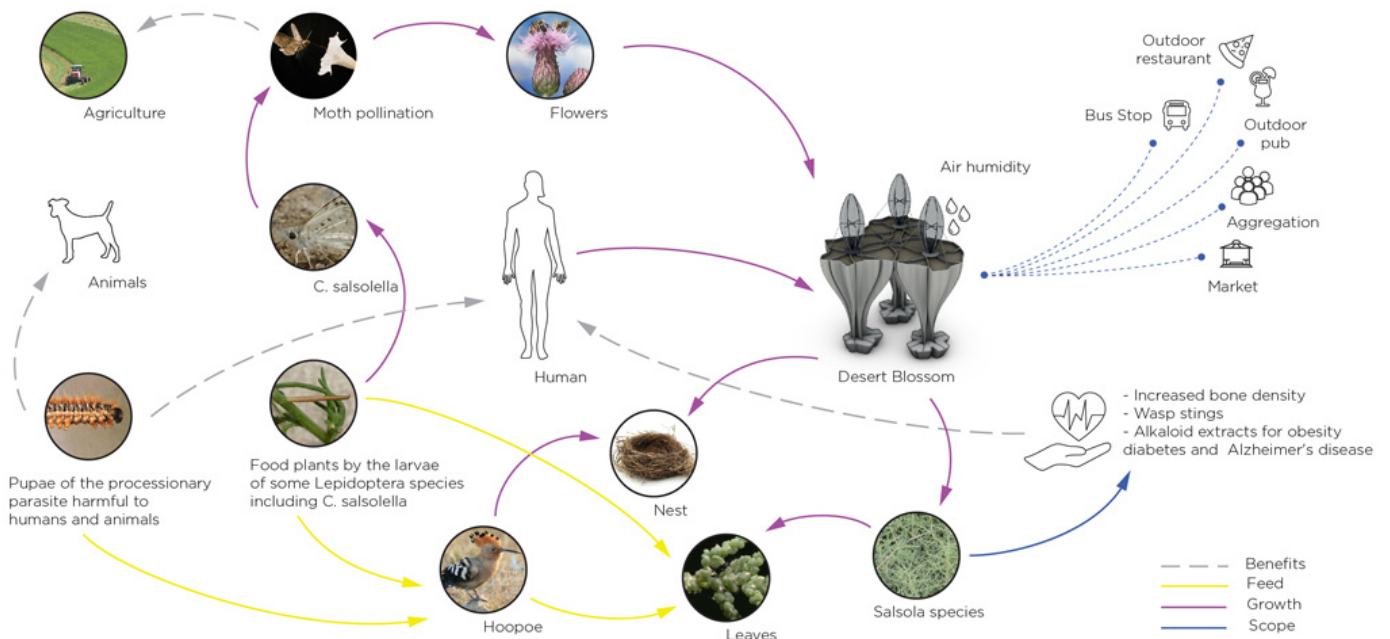 Agriculture
Moth pollination
Flowers
Outdoor
restaurant
Bus Stop
Outdoor
pub
Air humidity
Aggregation
Market
Animals
C. salsolella
Human
Desert Blossom
- Increased bone density
- Wasp stings
- Alkaloid extracts for obesity
diabetes and Alzheimer's disease
Pupae of the processionary
parasite harmful to
humans and animals
Food plants by the larvae
of some Lepidoptera species
including C. salsolella
Nest
Hoopoe
Leaves
Salsola species
Benefits
Feed
Growth
Scope